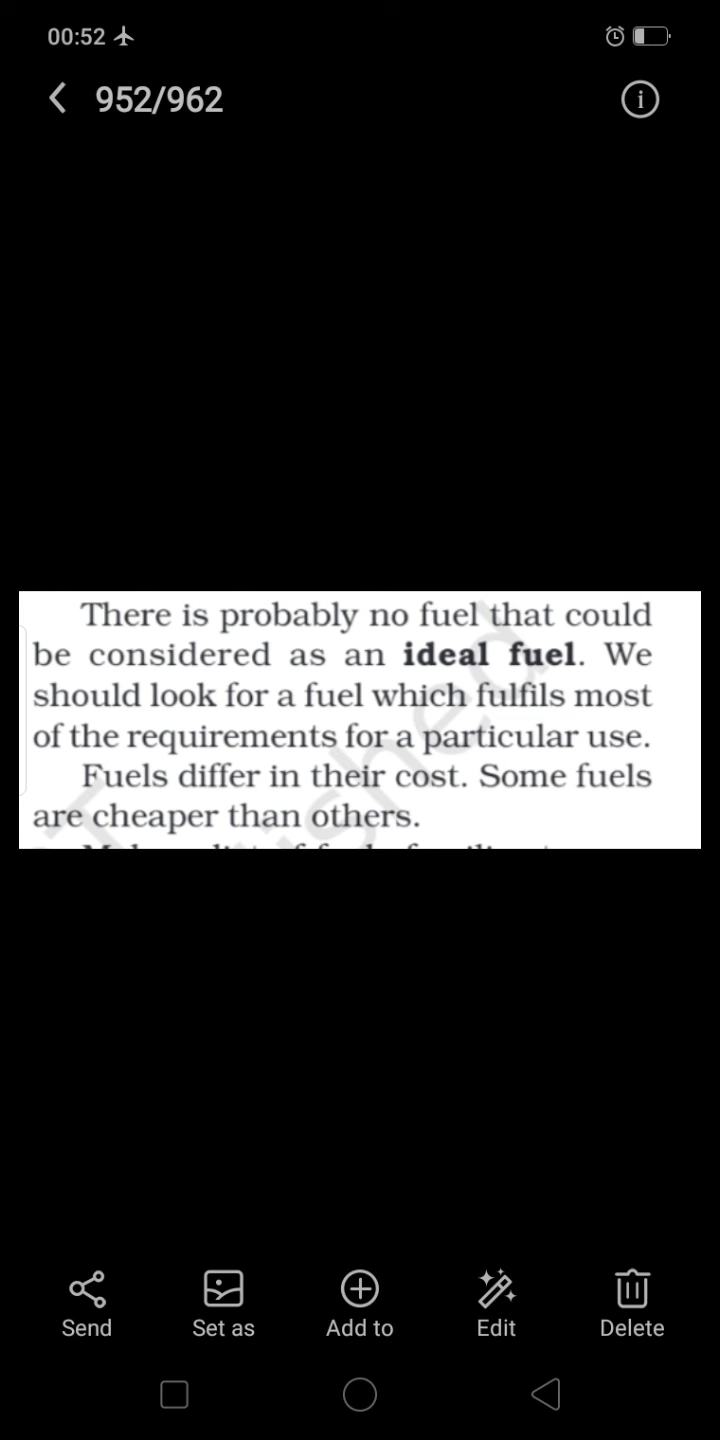 00:52
952/962
There is probably no fuel that could
be considered as an ideal fuel. We
should look for a fuel which fulfils most
of the requirements for a particular use.
Fuels differ in their cost. Some fuels
are cheaper than others.
Send Set as Add to Edit Delete